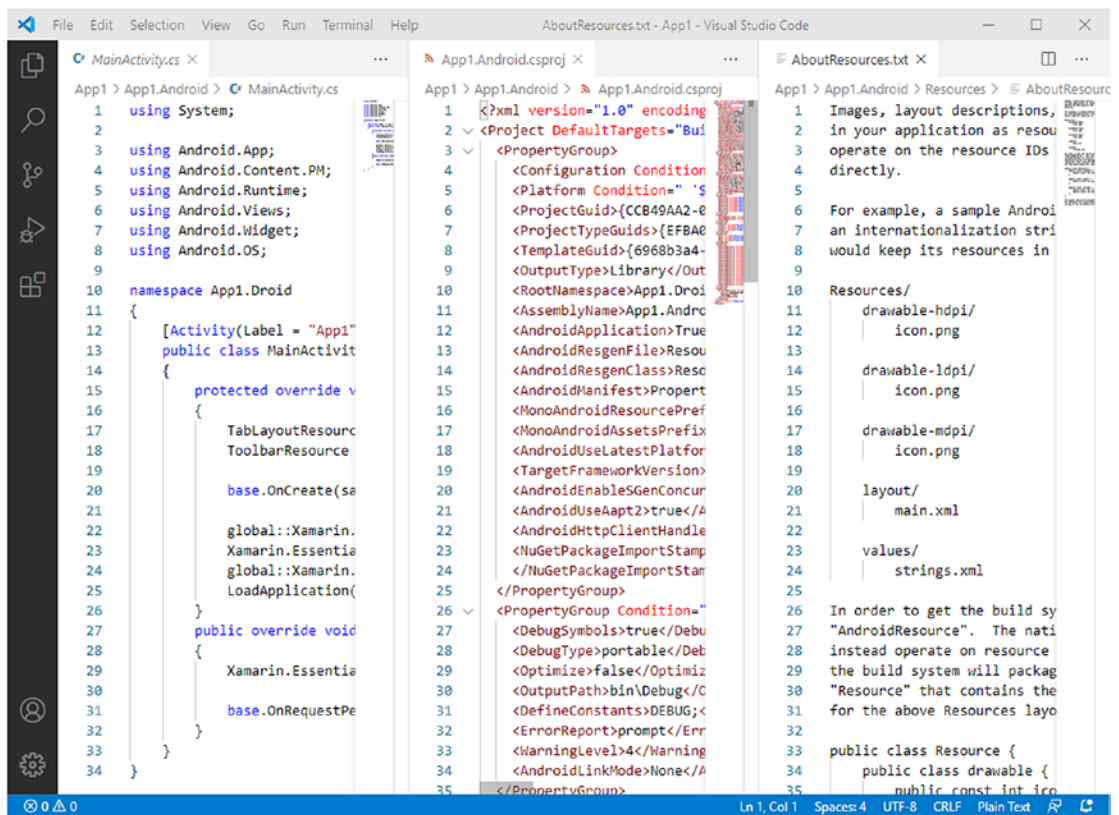 File Edit Selection View Go Run Terminal Help AboutResources.txt - App1 - Visual Studio Code
MainActivity.cs
App1 > App1.Android > MainActivity.cs
1 using System;
2
3 using Android.App;
4 using Android.Content.PM;
5 using Android.Runtime;
6 using Android.Views;
7 using Android.Widget;
8 using Android.OS;
9
10 namespace App1.Droid
11 {
12 [Activity(Label = "App1"
13 public class MainActivit
14 {
15 protected override v
16 {
17 TabLayoutResourc
18 ToolbarResource
19
20 base.OnCreate(sa
21
22 global::Xamarin.
23 Xamarin.Essentia
24 global::Xamarin.
25 LoadApplication(
26 }
27 public override void
28 {
29 Xamarin.Essentia
30
31 base.OnRequestPe
32 }
33 }
34 }
App1.Android.csproj
App1 > App1.Android > App1.Android.csproj
1 <?xml version="1.0" encoding
2 <Project DefaultTargets="Bui
3 <PropertyGroup>
4 <Configuration Condition
5 <Platform Condition=" '$
6 <ProjectGuid>{CCB49AA2-0
7 <ProjectTypeGuids>{EFBA0
8 <TemplateGuid>{6968b3a4-
9 <OutputType>Library</Out
10 <RootNamespace>App1.Droi
11 <AssemblyName>App1.Andro
12 <AndroidApplication>True
13 <AndroidResgenFile>Resou
14 <AndroidResgenClass>Reso
15 <AndroidManifest>Propert
16 <MonoAndroidResourcePref
17 <MonoAndroidAssetsPrefix
18 <AndroidUseLatestPlatfor
19 <TargetFrameworkVersion>
20 <AndroidEnableSGenConcur
21 <AndroidUseAapt2>true</A
22 <AndroidHttpClientHandle
23 <NuGetPackageImportStamp
24 </NuGetPackageImportStam
25 </PropertyGroup>
26 <PropertyGroup Condition="
27 <DebugSymbols>true</Debu
28 <DebugType>portable</Deb
29 <Optimize>false</Optimiz
30 <OutputPath>bin\Debug</O
31 <DefineConstants>DEBUG;<
32 <ErrorReport>prompt</Err
33 <WarningLevel>4</Warning
34 <AndroidLinkMode>None</A
35 </PropertyGroup>
AboutResources.txt
App1 > App1.Android > Resources > AboutResourc
1 Images, layout descriptions,
2 in your application as resou
3 operate on the resource IDs
4 directly.
5
6 For example, a sample Androi
7 an internationalization stri
8 would keep its resources in
9
10 Resources/
11 drawable-hdpi/
12 icon.png
13
14 drawable-ldpi/
15 icon.png
16
17 drawable-mdpi/
18 icon.png
19
20 layout/
21 main.xml
22
23 values/
24 strings.xml
25
26 In order to get the build sy
27 "AndroidResource". The nati
28 instead operate on resource
29 the build system will packag
30 "Resource" that contains the
31 for the above Resources layo
32
33 public class Resource {
34 public class drawable {
35 public const int ico
0 0 Ln 1, Col 1 Spaces: 4 UTF-8 CRLF Plain Text